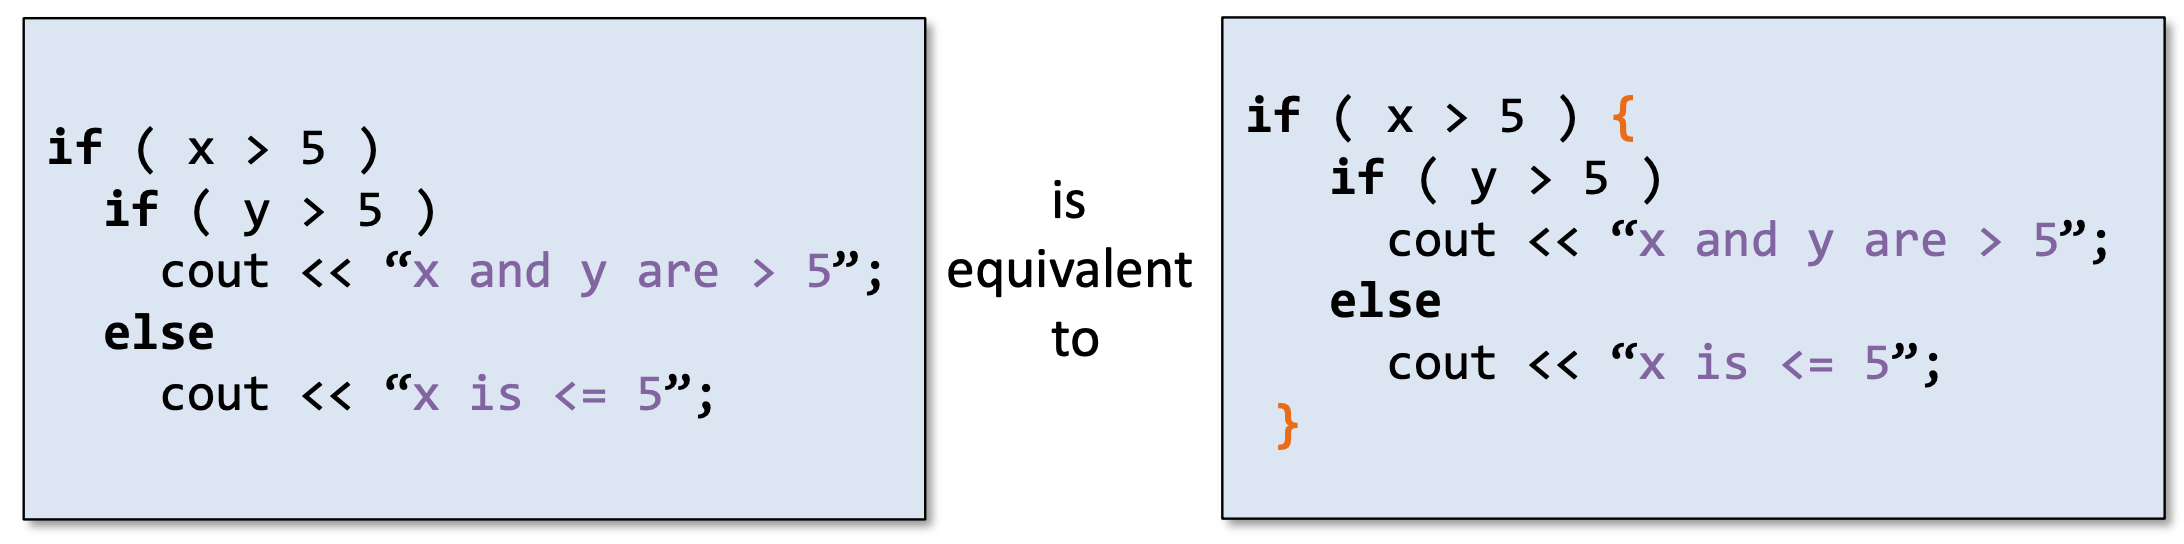 if ( x > 5 )
if ( y > 5 )
cout << “x and y are > 5”;
else
cout << “x is <= 5”;
is
equivalent
to
if ( x > 5 ) {
if ( y > 5 )
cout << “x and y are > 5”;
else
cout << “x is <= 5”;
}